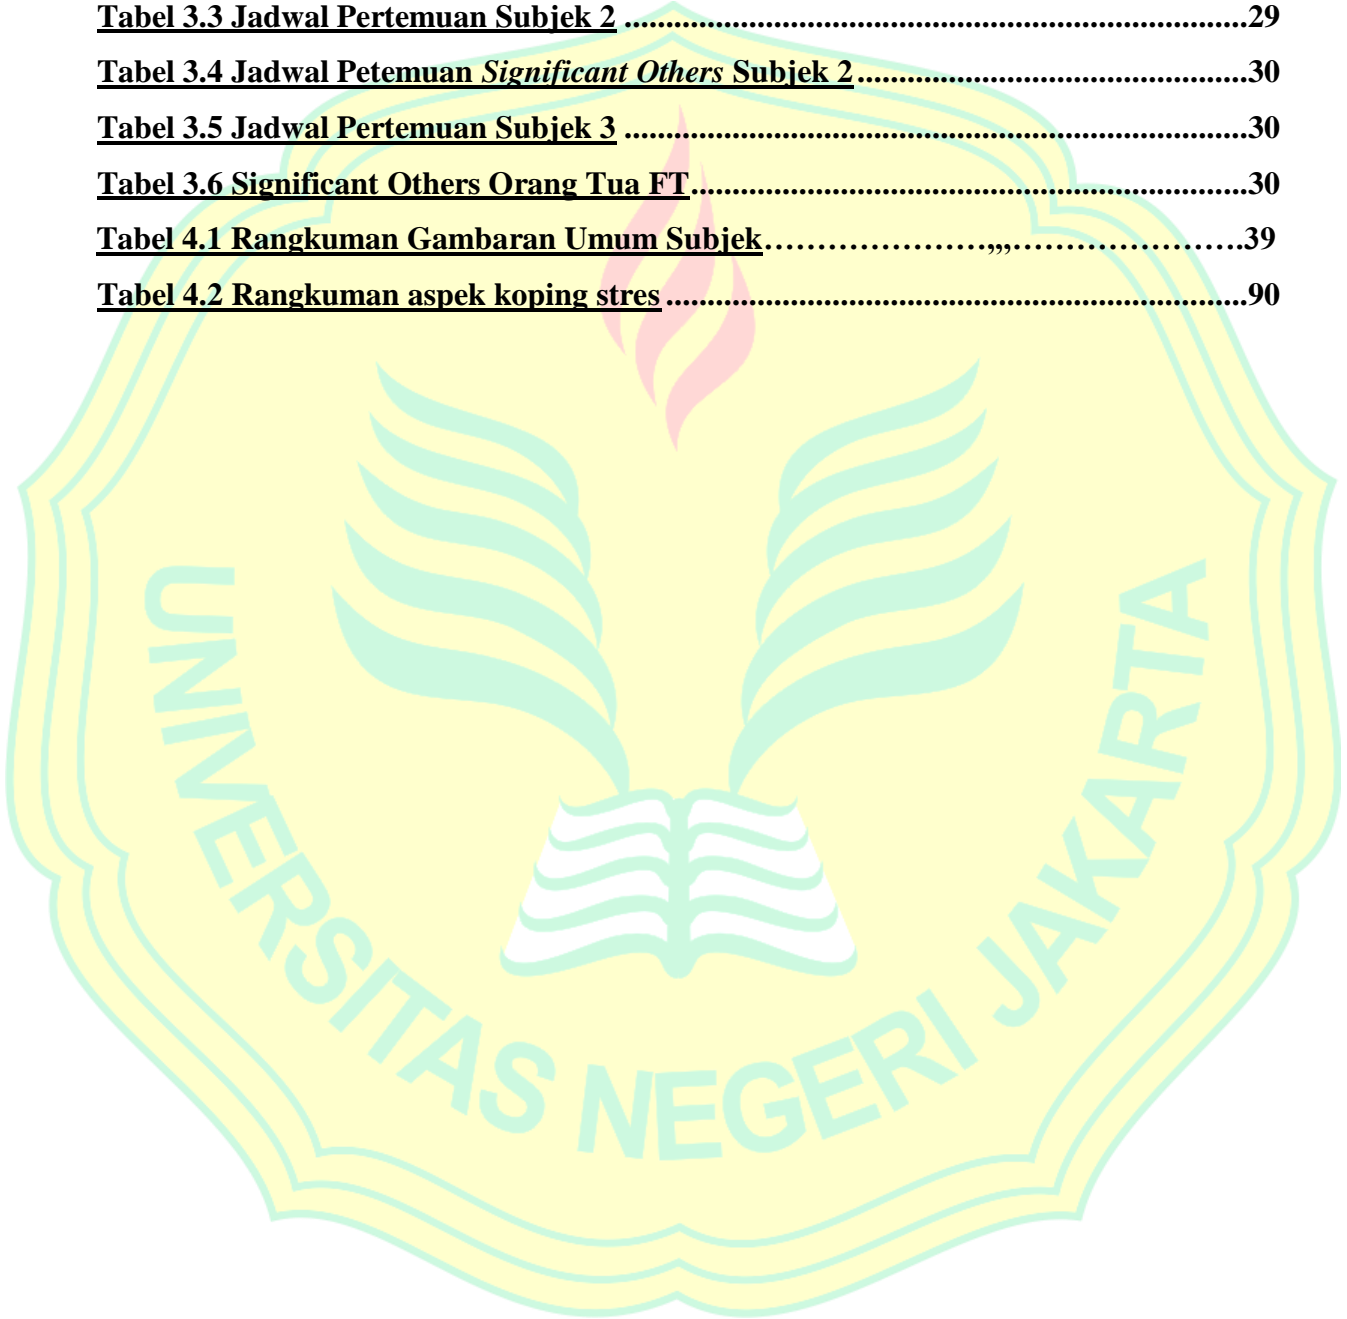 Tabel 3.3 Jadwal Pertemuan Subjek 2 ..............................................................................29
Tabel 3.4 Jadwal Petemuan Significant Others Subjek 2.................................................30
Tabel 3.5 Jadwal Pertemuan Subjek 3 ..............................................................................30
Tabel 3.6 Significant Others Orang Tua FT......................................................................30
Tabel 4.1 Rangkuman Gambaran Umum Subjek…………………,,,………………….39
Tabel 4.2 Rangkuman aspek koping stres .........................................................................90
UNIVERSITAS NEGERI JAKARTA